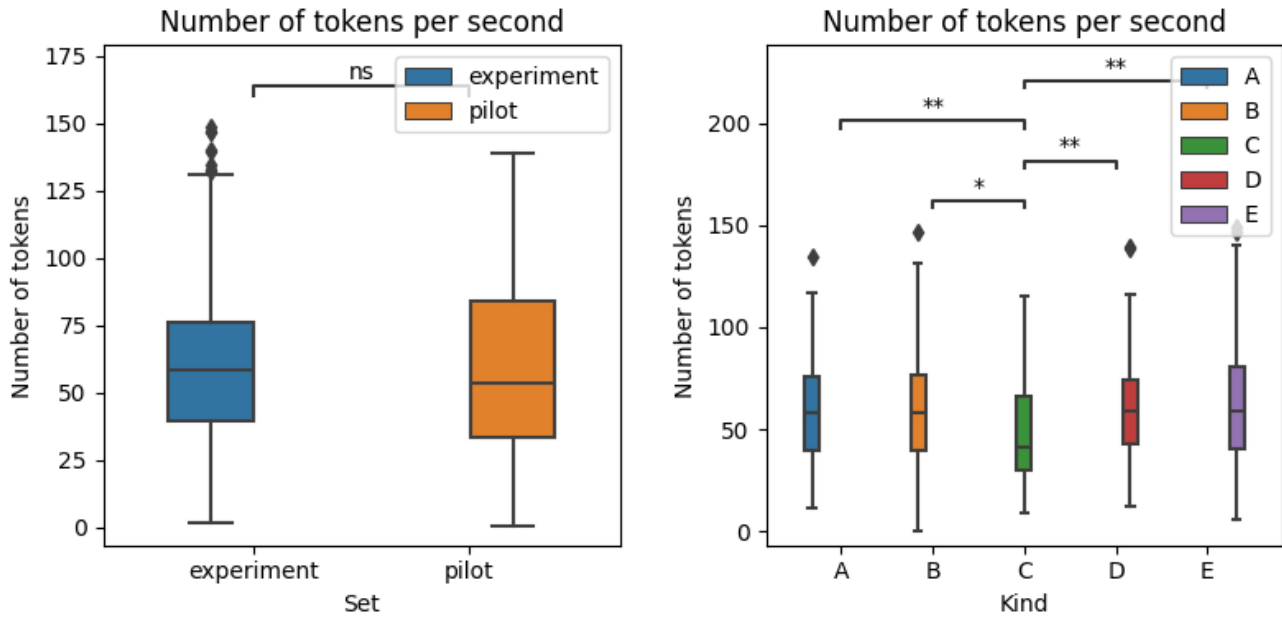 Number of tokens per second
175
150
125
100
75
50
25
0
Number of tokens
ns
experiment
pilot
experiment
pilot
Set
Number of tokens per second
200
150
100
50
0
Number of tokens
**
**
**
*
A
B
C
D
E
A
B
C
D
E
Kind